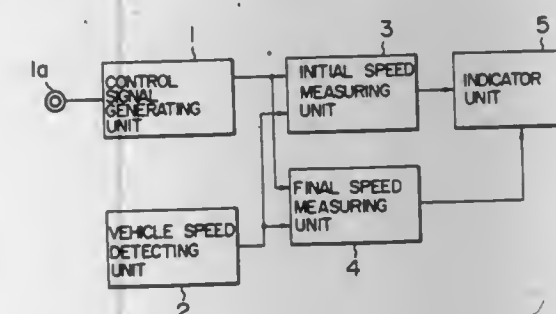 1
3
5
1a
CONTROL
SIGNAL
GENERATING
UNIT
INITIAL SPEED
MEASURING
UNIT
INDICATOR
UNIT
VEHICLE SPEED
DETECTING
UNIT
FINAL SPEED
MEASURING
UNIT
2
4